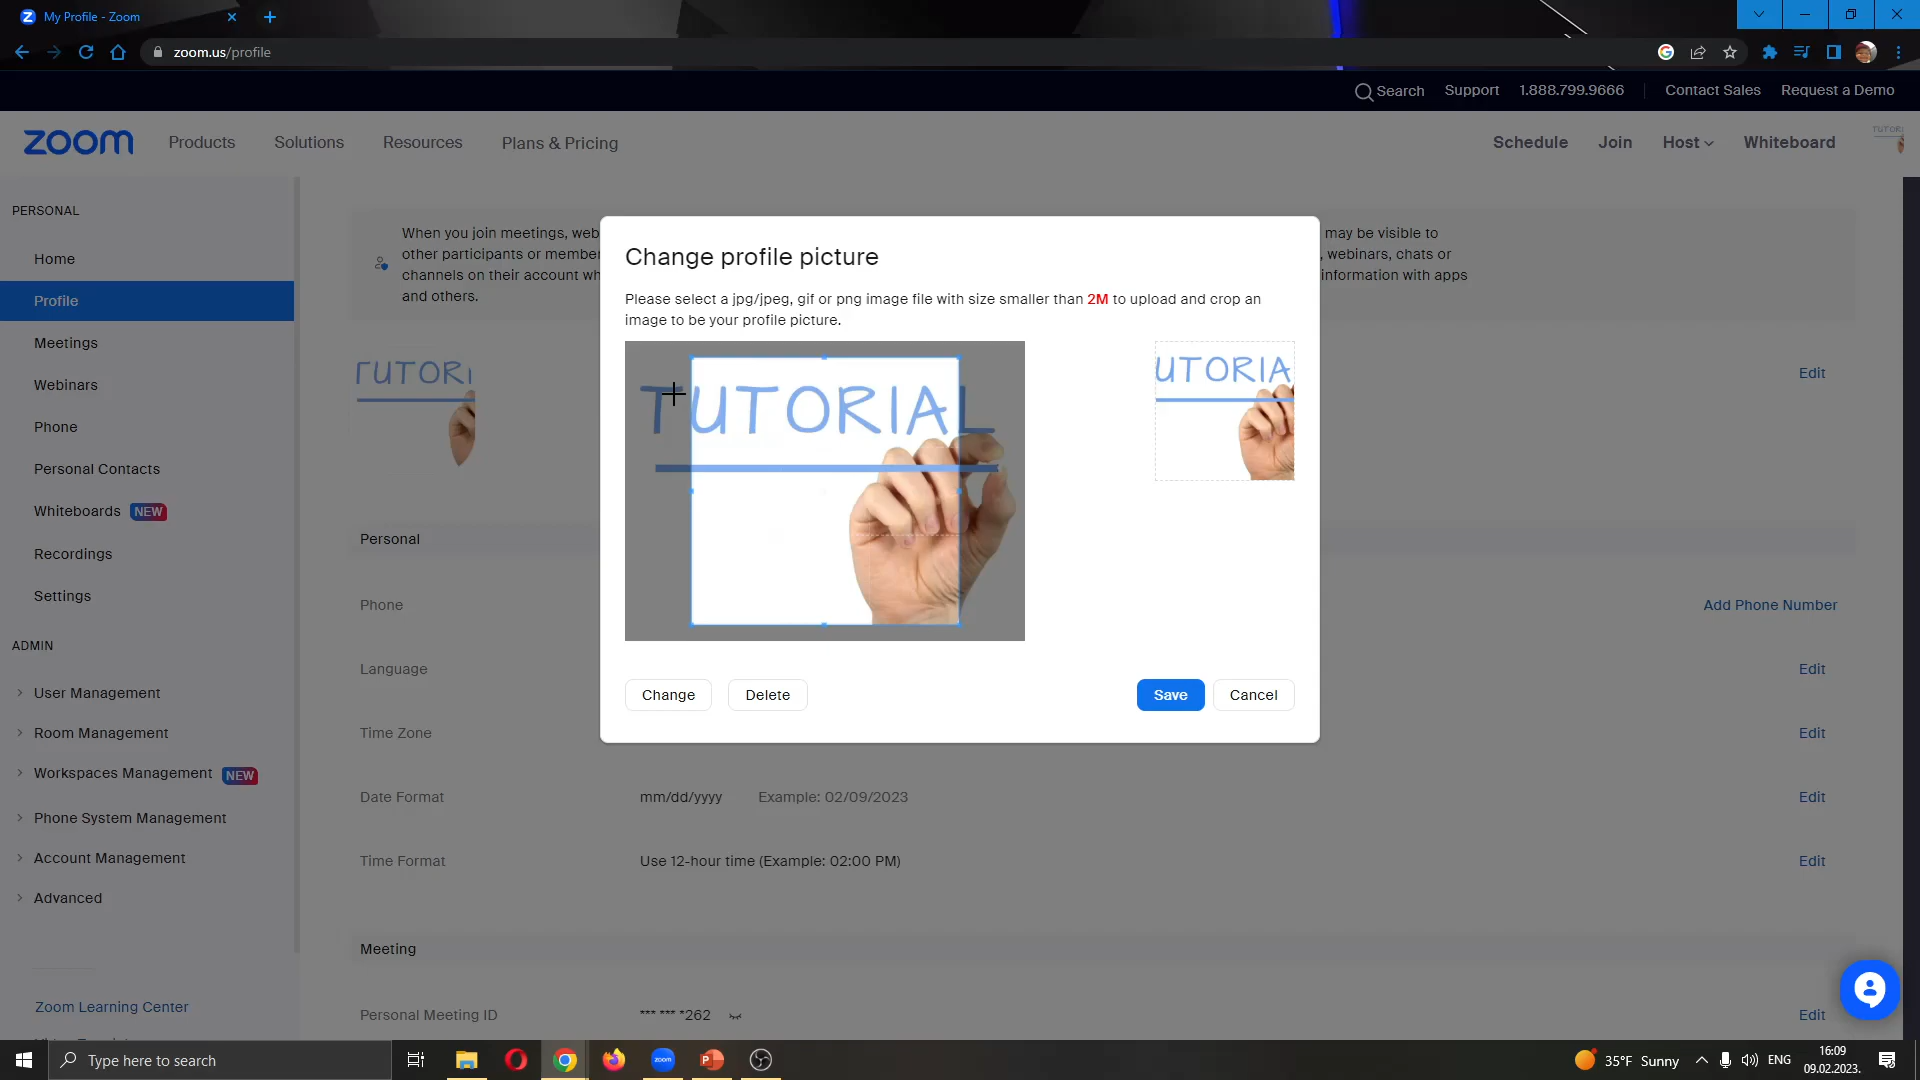 My Profile - Zoom
zoom.us/profile
Search
Support
1.888.799.9666
Contact Sales
Request a Demo
zoom
Products
Solutions
Resources
Plans & Pricing
Schedule
Join
Host
Whiteboard
TUTORI
PERSONAL
Home
Profile
Meetings
Webinars
Phone
Personal Contacts
Whiteboards NEW
Recordings
Settings
ADMIN
User Management
Room Management
Workspaces Management NEW
Phone System Management
Account Management
Advanced
Zoom Learning Center
When you join meetings, web
may be visible to
other participants or member
, webinars, chats or
channels on their account wh
information with apps
and others.
TUTORI
Edit
Change profile picture
Please select a jpg/jpeg, gif or png image file with size smaller than 2M to upload and crop an
image to be your profile picture.
TUTORIAL
UTORIA
Change
Delete
Save
Cancel
Personal
Phone
Add Phone Number
Language
Edit
Time Zone
Edit
Date Format
mm/dd/yyyy
Example: 02/09/2023
Edit
Time Format
Use 12-hour time (Example: 02:00 PM)
Edit
Meeting
Personal Meeting ID
*** *** *262
Edit
Type here to search
zoom
35°F Sunny
ENG
16:09
09.02.2023.